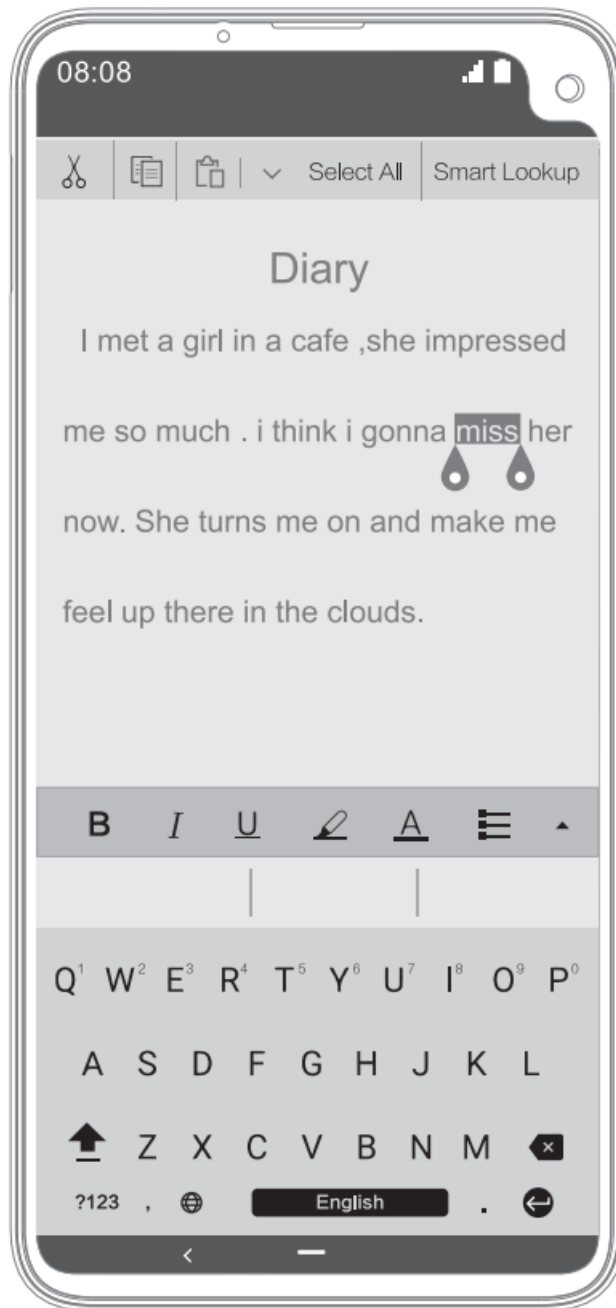 08:08
Select All Smart Lookup
Diary
I met a girl in a cafe ,she impressed
me so much . i think i gonna miss her
now. She turns me on and make me
feel up there in the clouds.
B I U A
Q1 W2 E3 R4 T5 Y6 U7 I8 O9 P0
A S D F G H J K L
Z X C V B N M
?123 , English .